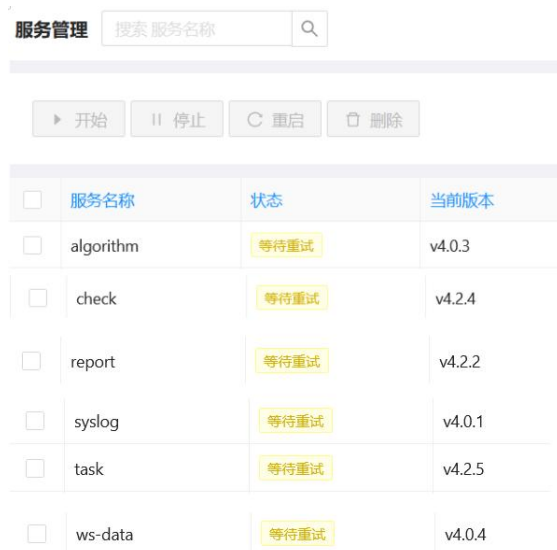 服务管理 搜索 服务名称
开始 停止 重启 删除
服务名称 状态 当前版本
algorithm 等待重试 v4.0.3
check 等待重试 v4.2.4
report 等待重试 v4.2.2
syslog 等待重试 v4.0.1
task 等待重试 v4.2.5
ws-data 等待重试 v4.0.4